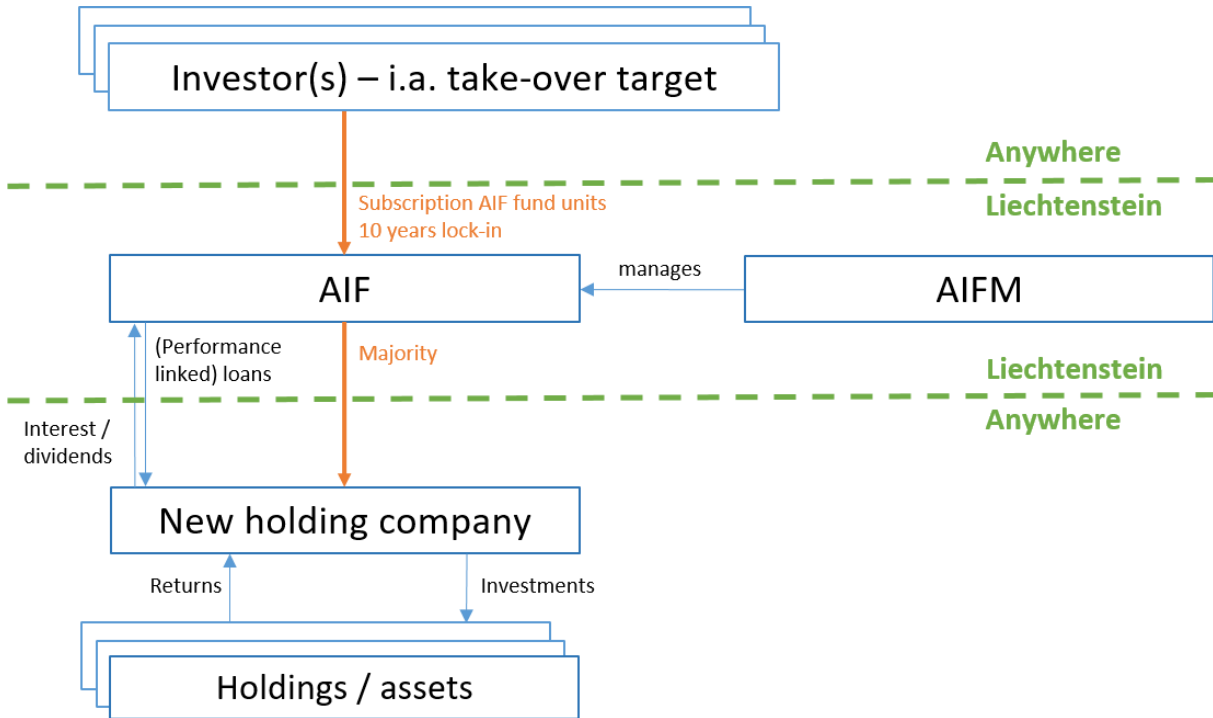 Investor(s) – i.a. take-over target
Anywhere
Liechtenstein
Subscription AIF fund units
10 years lock-in
AIF
manages
AIFM
(Performance
linked) loans
Majority
Liechtenstein
Anywhere
Interest /
dividends
New holding company
Returns
Investments
Holdings / assets